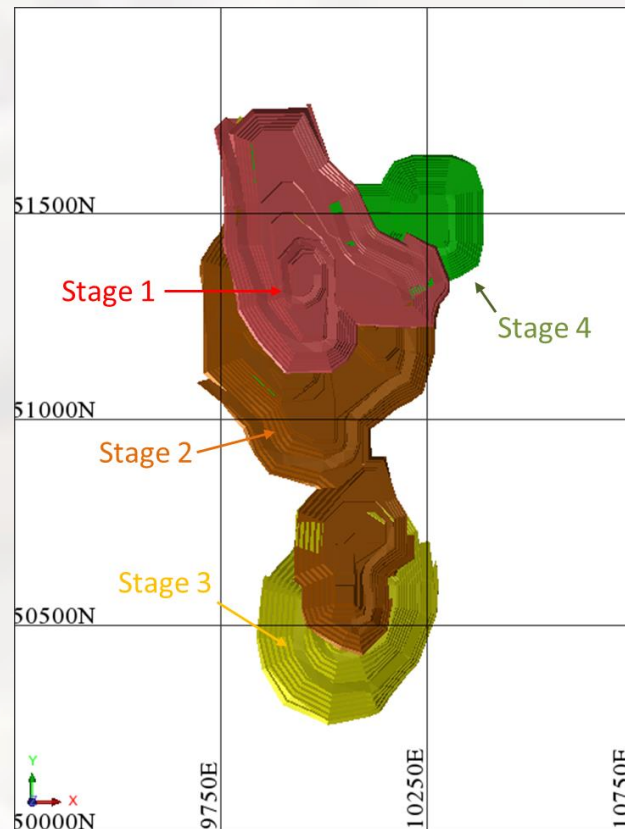 51500N
Stage 1
Stage 4
51000N
Stage 2
Stage 3
50500N
Y
X
9750E
10250E
10750E
50000N